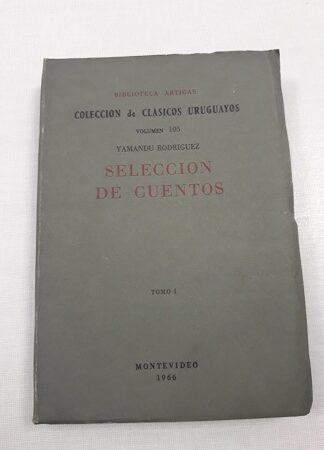 BIBLIOTECA ARTIGAS
COLECCION de CLASICOS URUGUAYOS
VOLUMEN 105
YAMANDU RODRIGUEZ
SELECCION
DE CUENTOS
TOMO I
MONTEVIDEO
1966